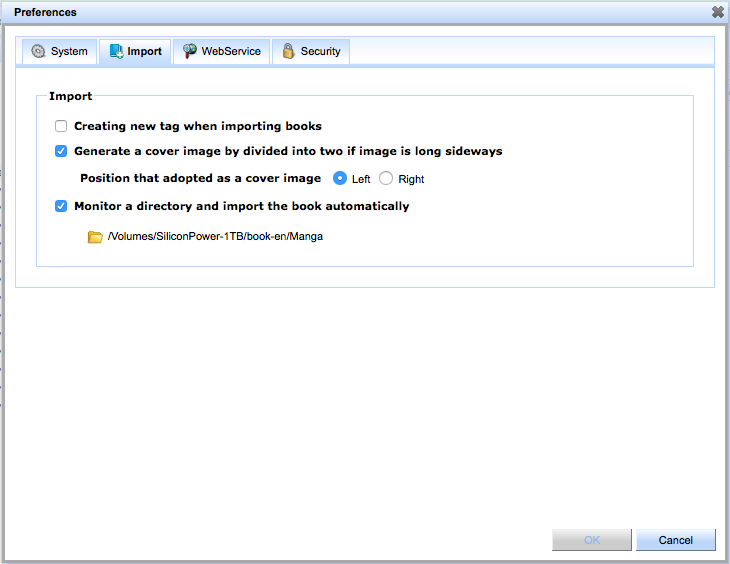 Preferences
System Import WebService Security
Import
Creating new tag when importing books
Generate a cover image by divided into two if image is long sideways
Position that adopted as a cover image Left Right
Monitor a directory and import the book automatically
/Volumes/SiliconPower-1TB/book-en/Manga
OK Cancel